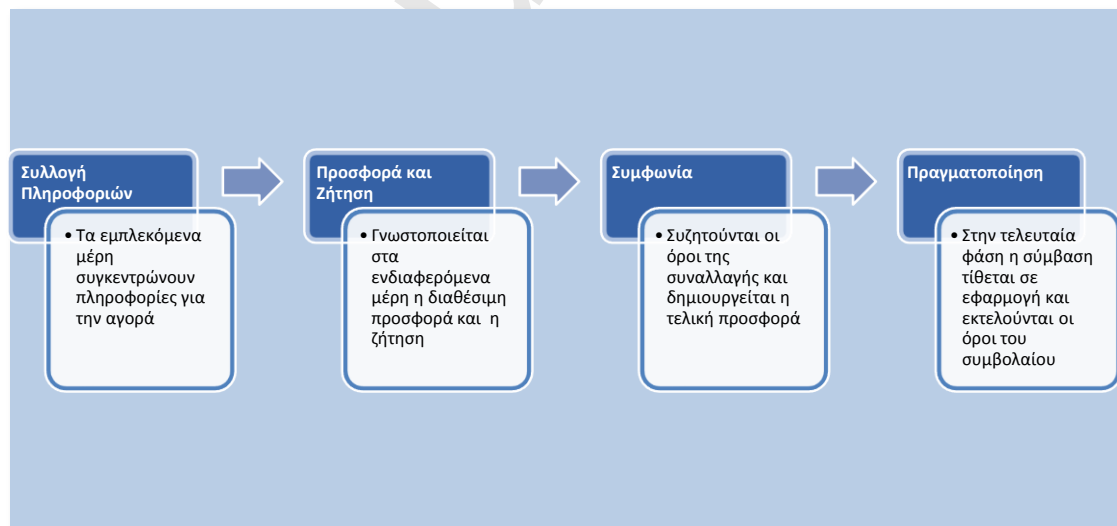 Συλλογή
Πληροφοριών
• Τα εμπλεκόμενα
μέρη
συγκεντρώνουν
πληροφορίες για
την αγορά
Προσφορά και
Ζήτηση
• Γνωστοποιείται
στα
ενδιαφερόμενα
μέρη η διαθέσιμη
προσφορά και η
ζήτηση
Συμφωνία
• Συζητούνται οι
όροι της
συναλλαγής και
δημιουργείται η
τελική προσφορά
Πραγματοποίηση
• Στην τελευταία
φάση η σύμβαση
τίθεται σε
εφαρμογή και
εκτελούνται οι
όροι του
συμβολαίου